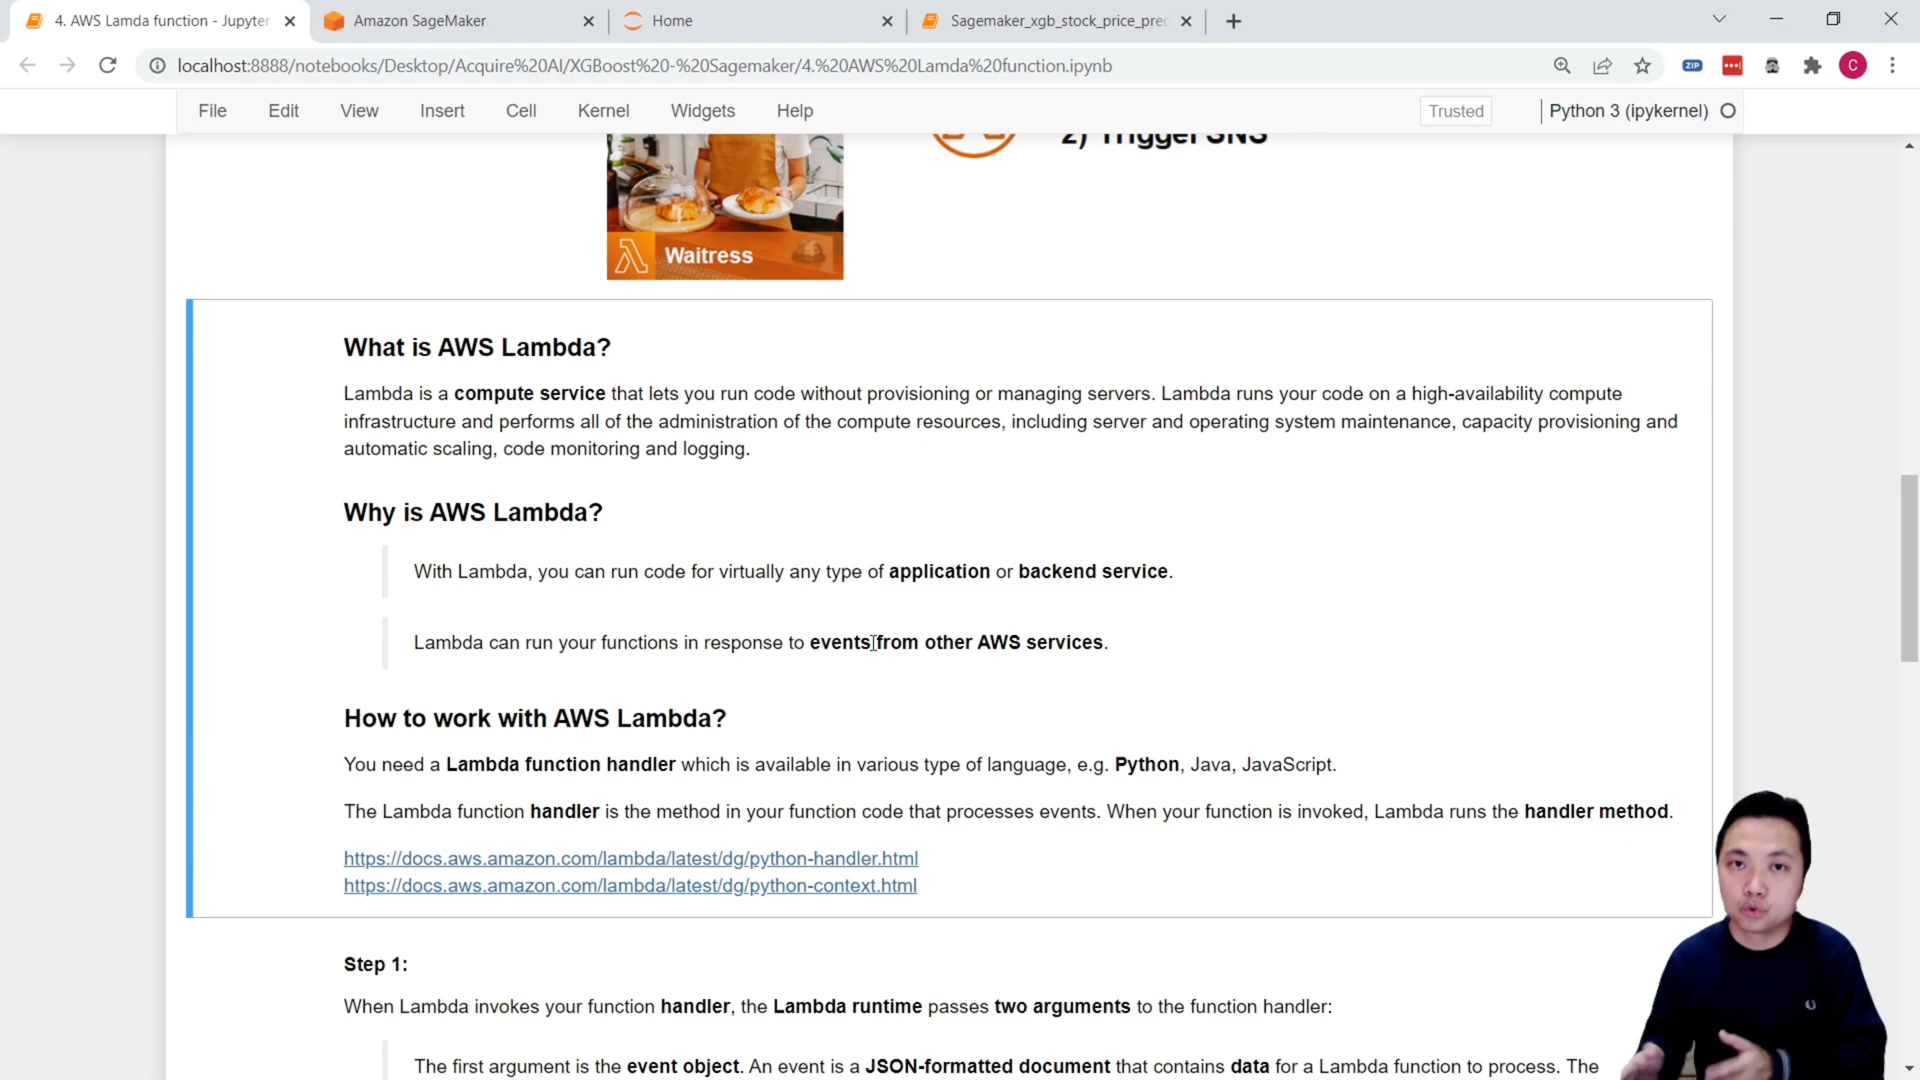 4. AWS Lamda function - Jupyter
Amazon SageMaker
Home
Sagemaker_xgb_stock_price_pred
localhost:8888/notebooks/Desktop/Acquire%20AI/XGBoost%20-%20Sagemaker/4.%20AWS%20Lamda%20function.ipynb
ZIP
C
File Edit View Insert Cell Kernel Widgets Help
Trusted
Python 3 (ipykernel)
2) Trigger SNS
Waitress
What is AWS Lambda?
Lambda is a compute service that lets you run code without provisioning or managing servers. Lambda runs your code on a high-availability compute
infrastructure and performs all of the administration of the compute resources, including server and operating system maintenance, capacity provisioning and
automatic scaling, code monitoring and logging.
Why is AWS Lambda?
With Lambda, you can run code for virtually any type of application or backend service.
Lambda can run your functions in response to events from other AWS services.
How to work with AWS Lambda?
You need a Lambda function handler which is available in various type of language, e.g. Python, Java, JavaScript.
The Lambda function handler is the method in your function code that processes events. When your function is invoked, Lambda runs the handler method.
https://docs.aws.amazon.com/lambda/latest/dg/python-handler.html
https://docs.aws.amazon.com/lambda/latest/dg/python-context.html
Step 1:
When Lambda invokes your function handler, the Lambda runtime passes two arguments to the function handler:
The first argument is the event object. An event is a JSON-formatted document that contains data for a Lambda function to process. The